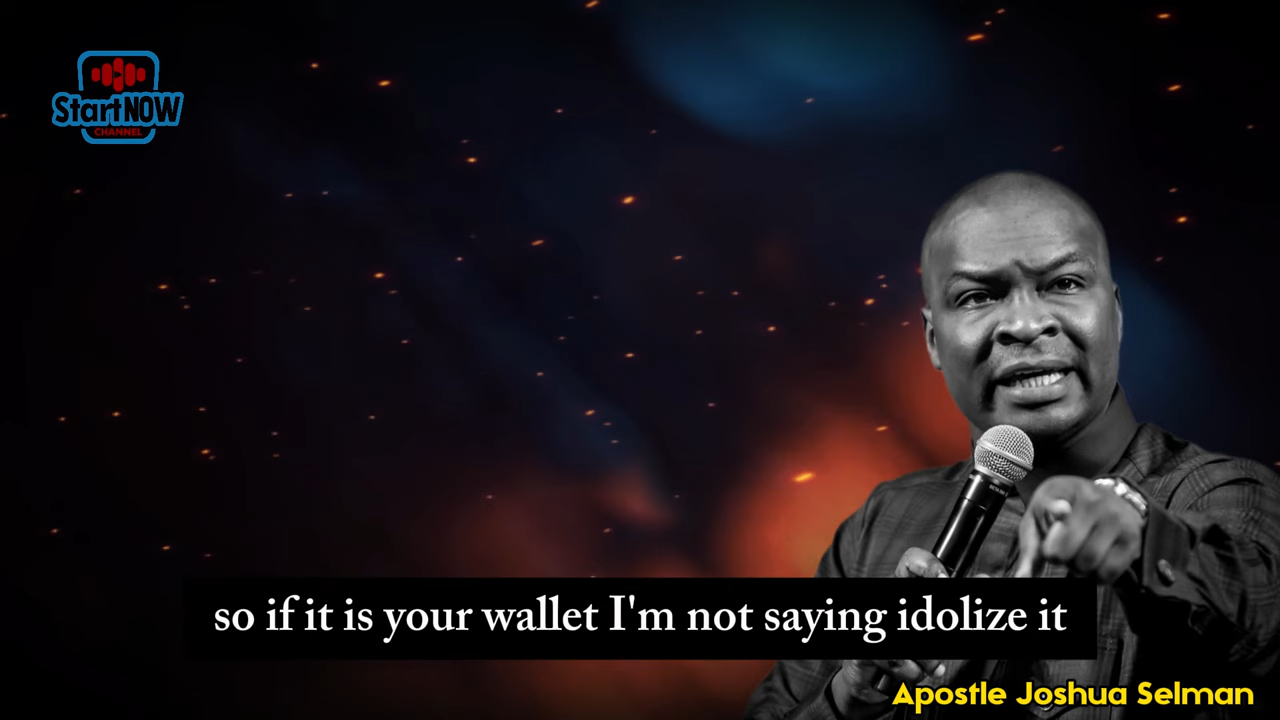 StartNOW
CHANNEL
so if it is your wallet I'm not saying idolize it
Apostle Joshua Selman